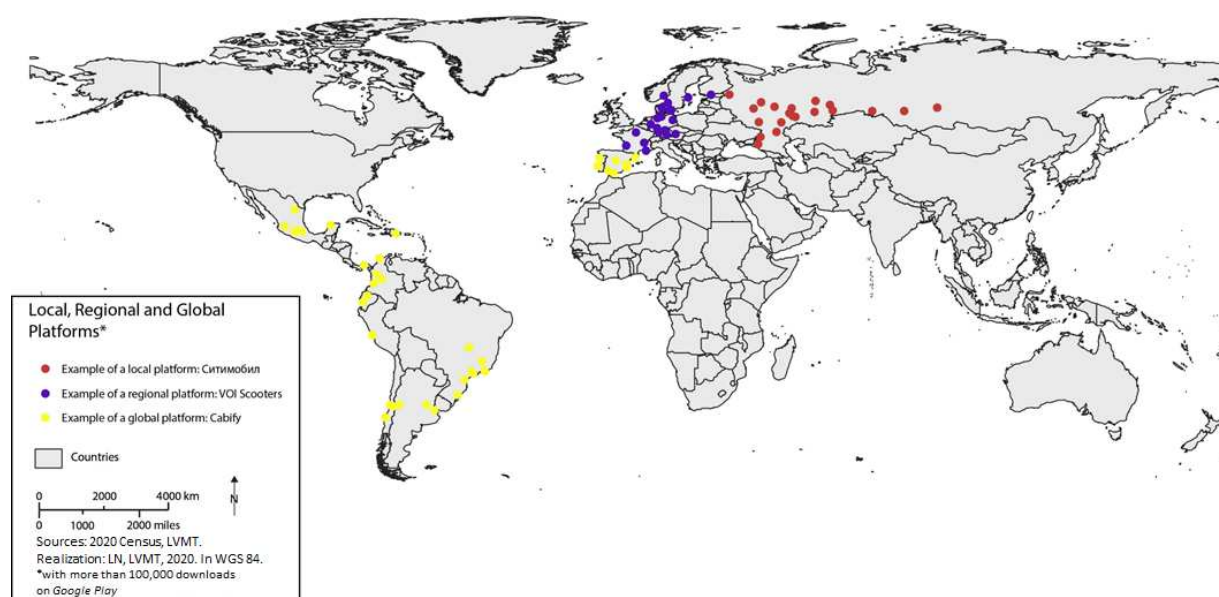 Local, Regional and Global
Platforms*
Example of a local platform: Ситимобил
Example of a regional platform: VOI Scooters
Example of a global platform: Cabify
Countries
0 2000 4000 km
N
0 1000 2000 miles
Sources: 2020 Census, LVMT.
Realization: LN, LVMT, 2020. In WGS 84.
*with more than 100,000 downloads
on Google Play